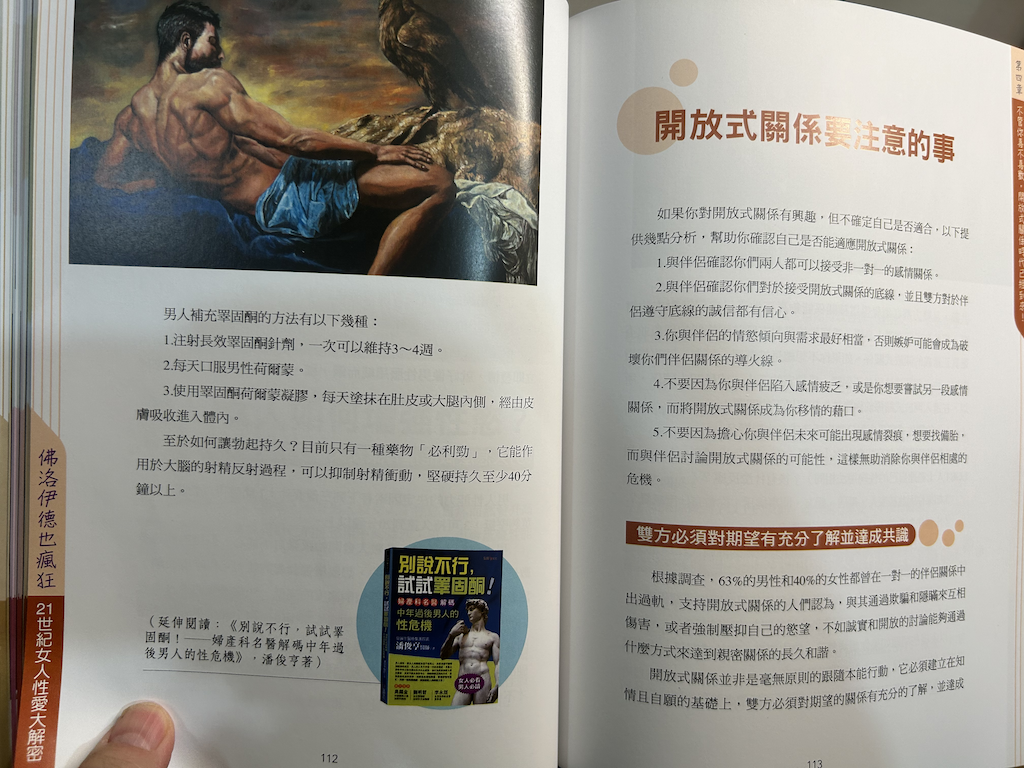 男人補充睪固酮的方法有以下幾種：
1.注射長效睪固酮針劑，一次可以維持3～4週。
2.每天口服男性荷爾蒙。
3.使用睪固酮荷爾蒙凝膠，每天塗抹在肚皮或大腿內側，經由皮
膚吸收進入體內。
至於如何讓勃起持久？目前只有一種藥物「必利勁」，它能作
用於大腦的射精反射過程，可以抑制射精衝動，堅硬持久至少40分
鐘以上。
（延伸閱讀：《別說不行，試試睪
固酮！——婦產科名醫解碼中年過
後男人的性危機》，潘俊亨著）
別說不行，
試試睪固酮！
婦產科名醫解碼
中年過後男人的
性危機
潘俊亨
女人必看
男人必讀
佛洛伊德也瘋狂
21世紀女人性愛大解密
112
第四章
開放式關係要注意的事
如果你對開放式關係有興趣，但不確定自己是否適合，以下提
供幾點分析，幫助你確認自己是否能適應開放式關係：
1.與伴侶確認你們兩人都可以接受非一對一的感情關係。
2.與伴侶確認你們對於接受開放式關係的底線，並且雙方對於伴
侶遵守底線的誠信都有信心。
3.你與伴侶的情慾傾向與需求最好相當，否則嫉妒可能會成為破
壞你們伴侶關係的導火線。
4.不要因為你與伴侶陷入感情疲乏，或是你想要嘗試另一段感情
關係，而將開放式關係成為你移情的藉口。
5.不要因為擔心你與伴侶未來可能出現感情裂痕，想要找備胎，
而與伴侶討論開放式關係的可能性，這樣無助消除你與伴侶相處的
危機。
雙方必須對期望有充分了解並達成共識
根據調查，63%的男性和40%的女性都曾在一對一的伴侶關係中
出過軌，支持開放式關係的人們認為，與其通過欺騙和隱瞞來互相
傷害，或者強制壓抑自己的慾望，不如誠實和開放的討論能夠通過
什麼方式來達到親密關係的長久和諧。
開放式關係並非是毫無原則的跟隨本能行動，它必須建立在知
情且自願的基礎上，雙方必須對期望的關係有充分的了解，並達成
113